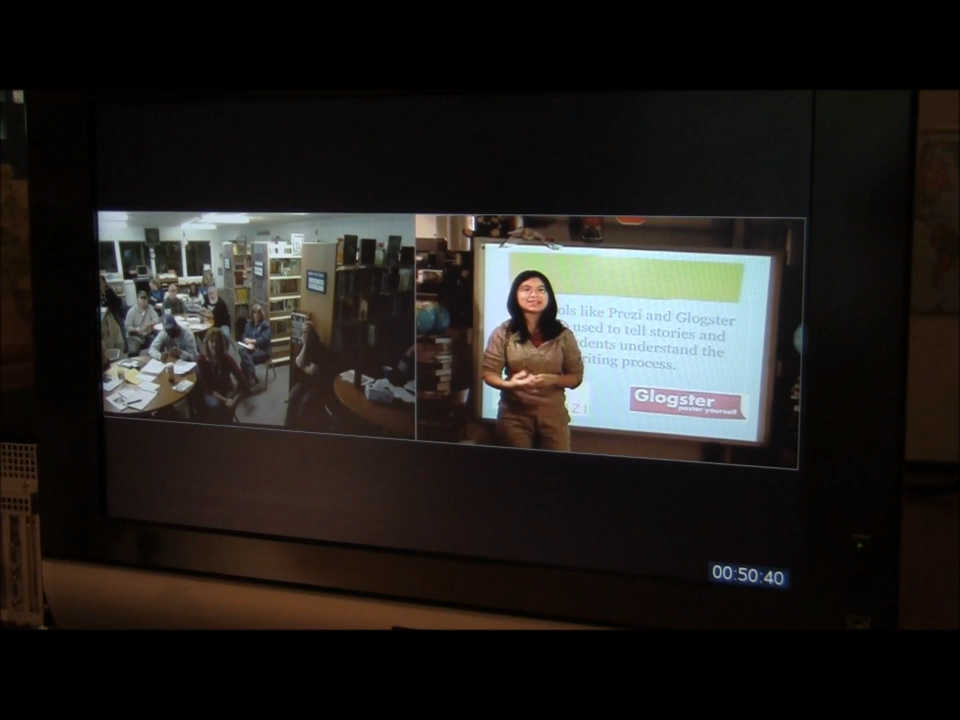 ols like Prezi and Glogster
used to tell stories and
dents understand the
riting process.
Glogster
poster yourself
ZI
00:50:40